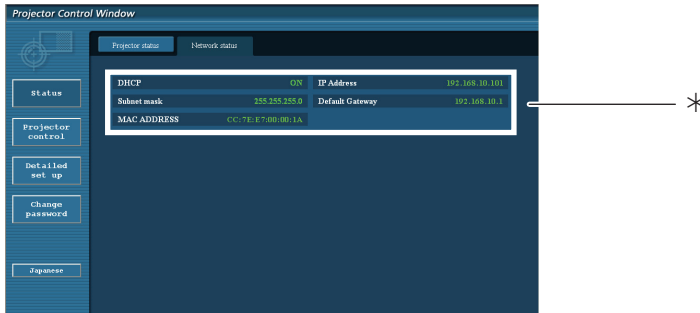 Projector Control Window
Projector status
Network status
DHCP ON IP Address 192.168.10.101
Subnet mask 255.255.255.0 Default Gateway 192.168.10.1
MAC ADDRESS CC:7E:E7:00:00:1A
Status
Projector
control
Detailed
set up
Change
password
Japanese
*